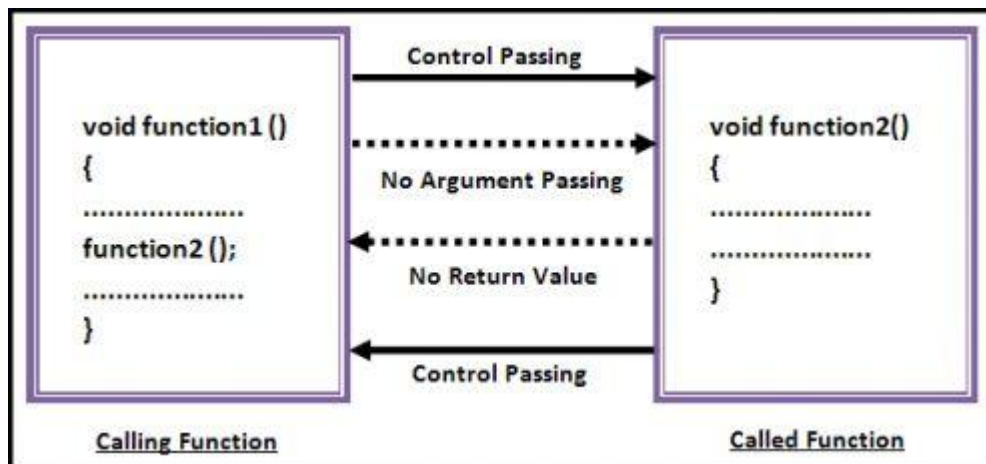 void function1 ()
{
....................
function2 ();
....................
}
Calling Function
Control Passing
No Argument Passing
No Return Value
Control Passing
void function2()
{
....................
....................
}
Called Function